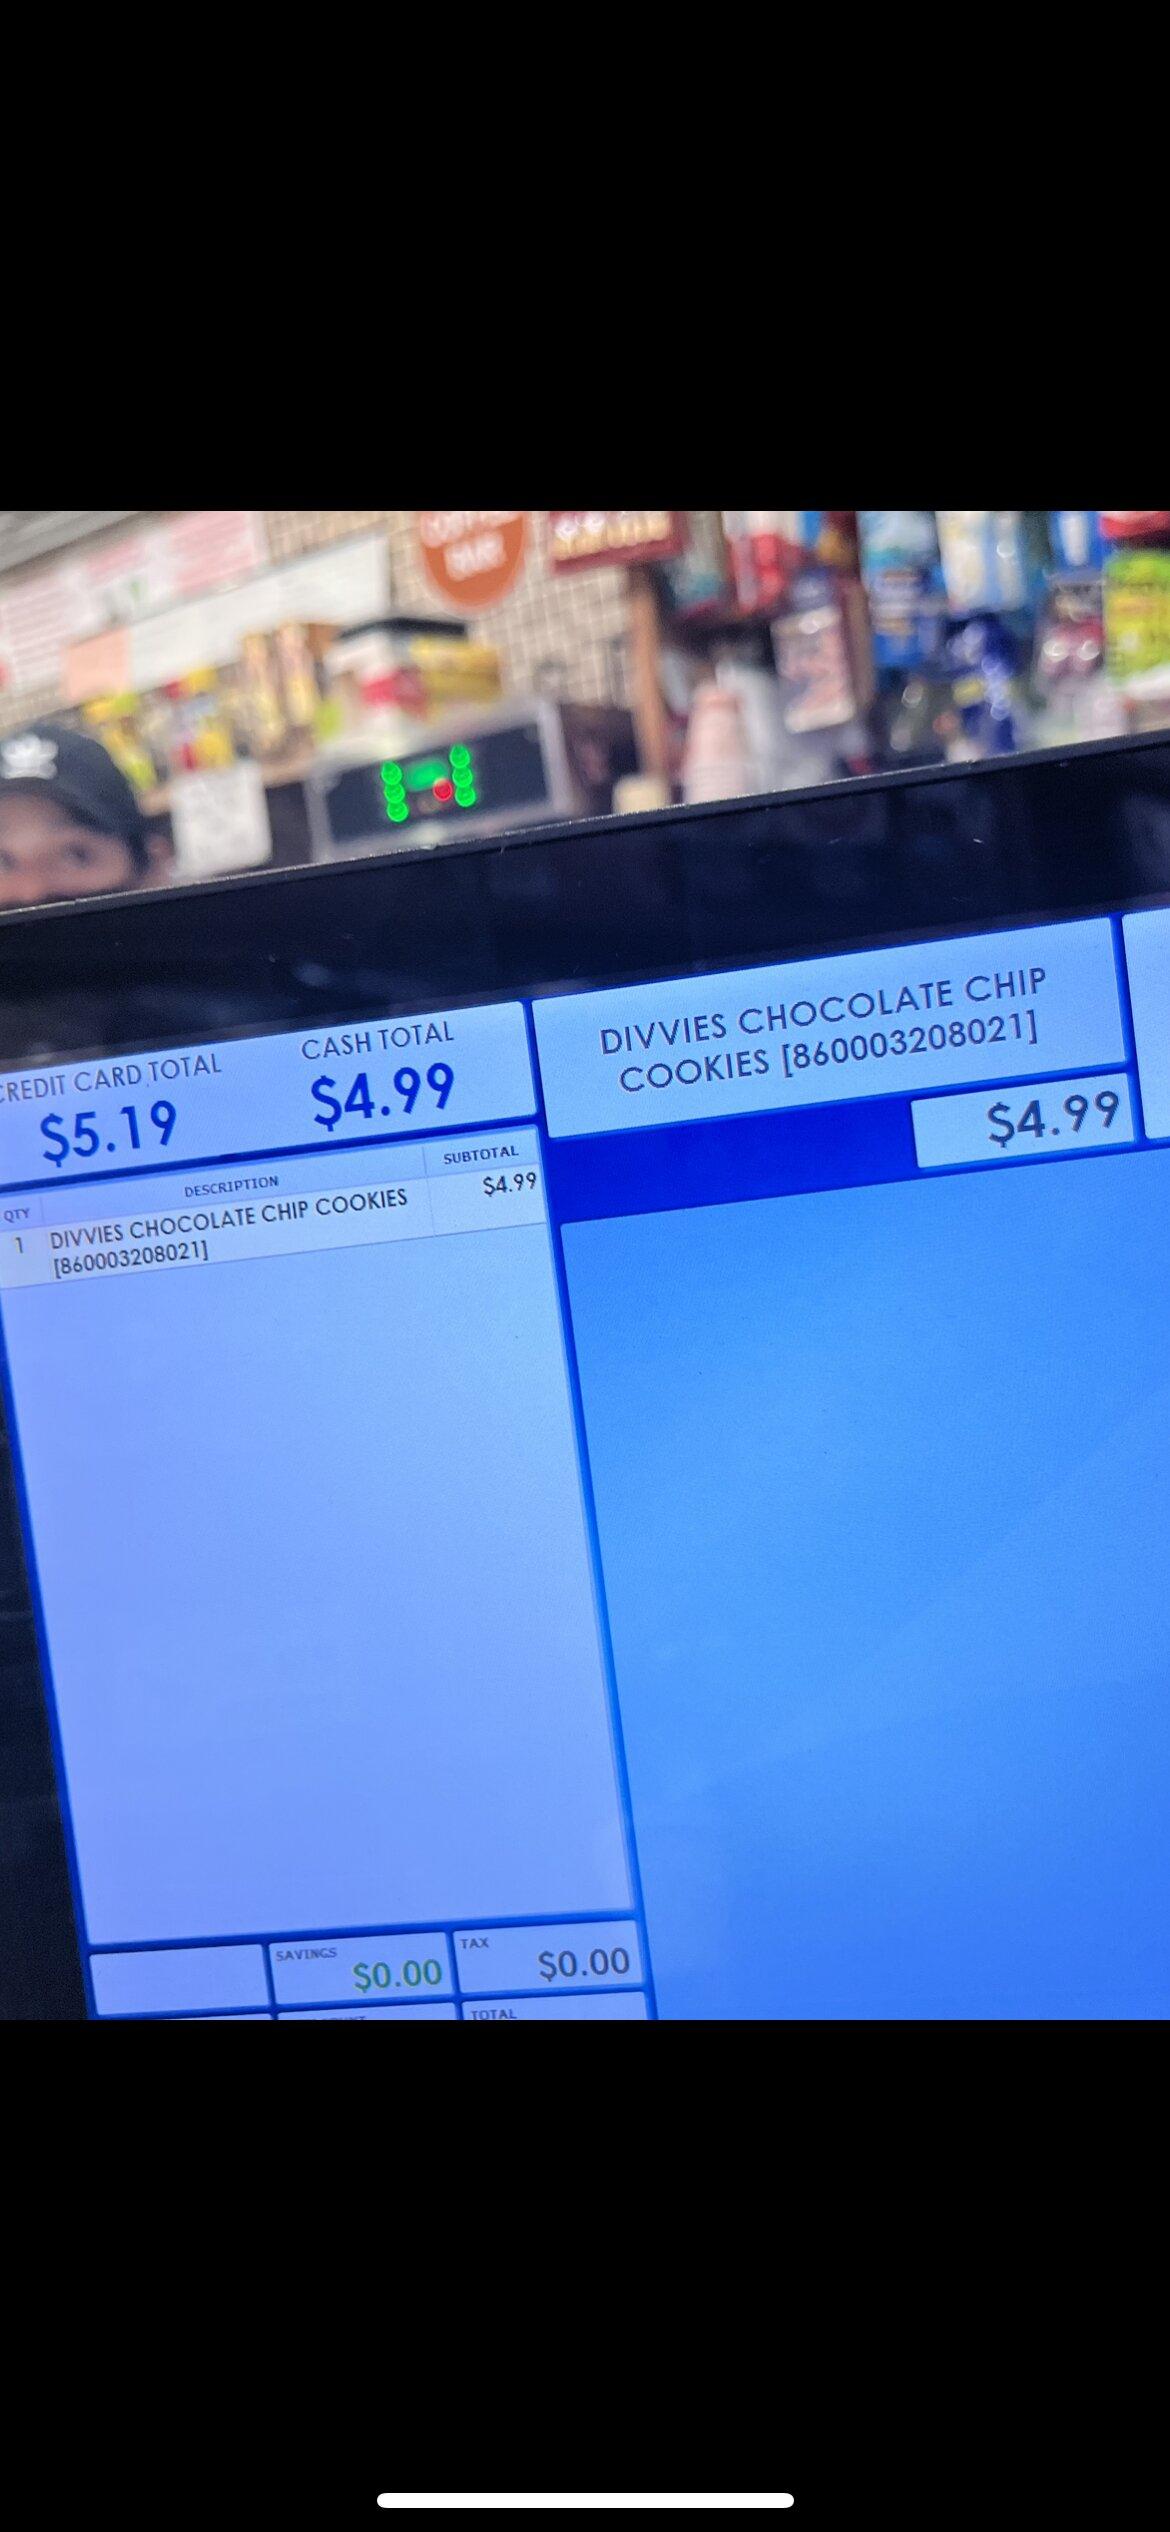 CREDIT CARD TOTAL
$5.19
CASH TOTAL
$4.99
DIVVIES CHOCOLATE CHIP
COOKIES [860003208021]
$4.99
QTY DESCRIPTION SUBTOTAL
1 DIVVIES CHOCOLATE CHIP COOKIES $4.99
[860003208021]
SAVINGS
$0.00
TAX
$0.00
TOTAL